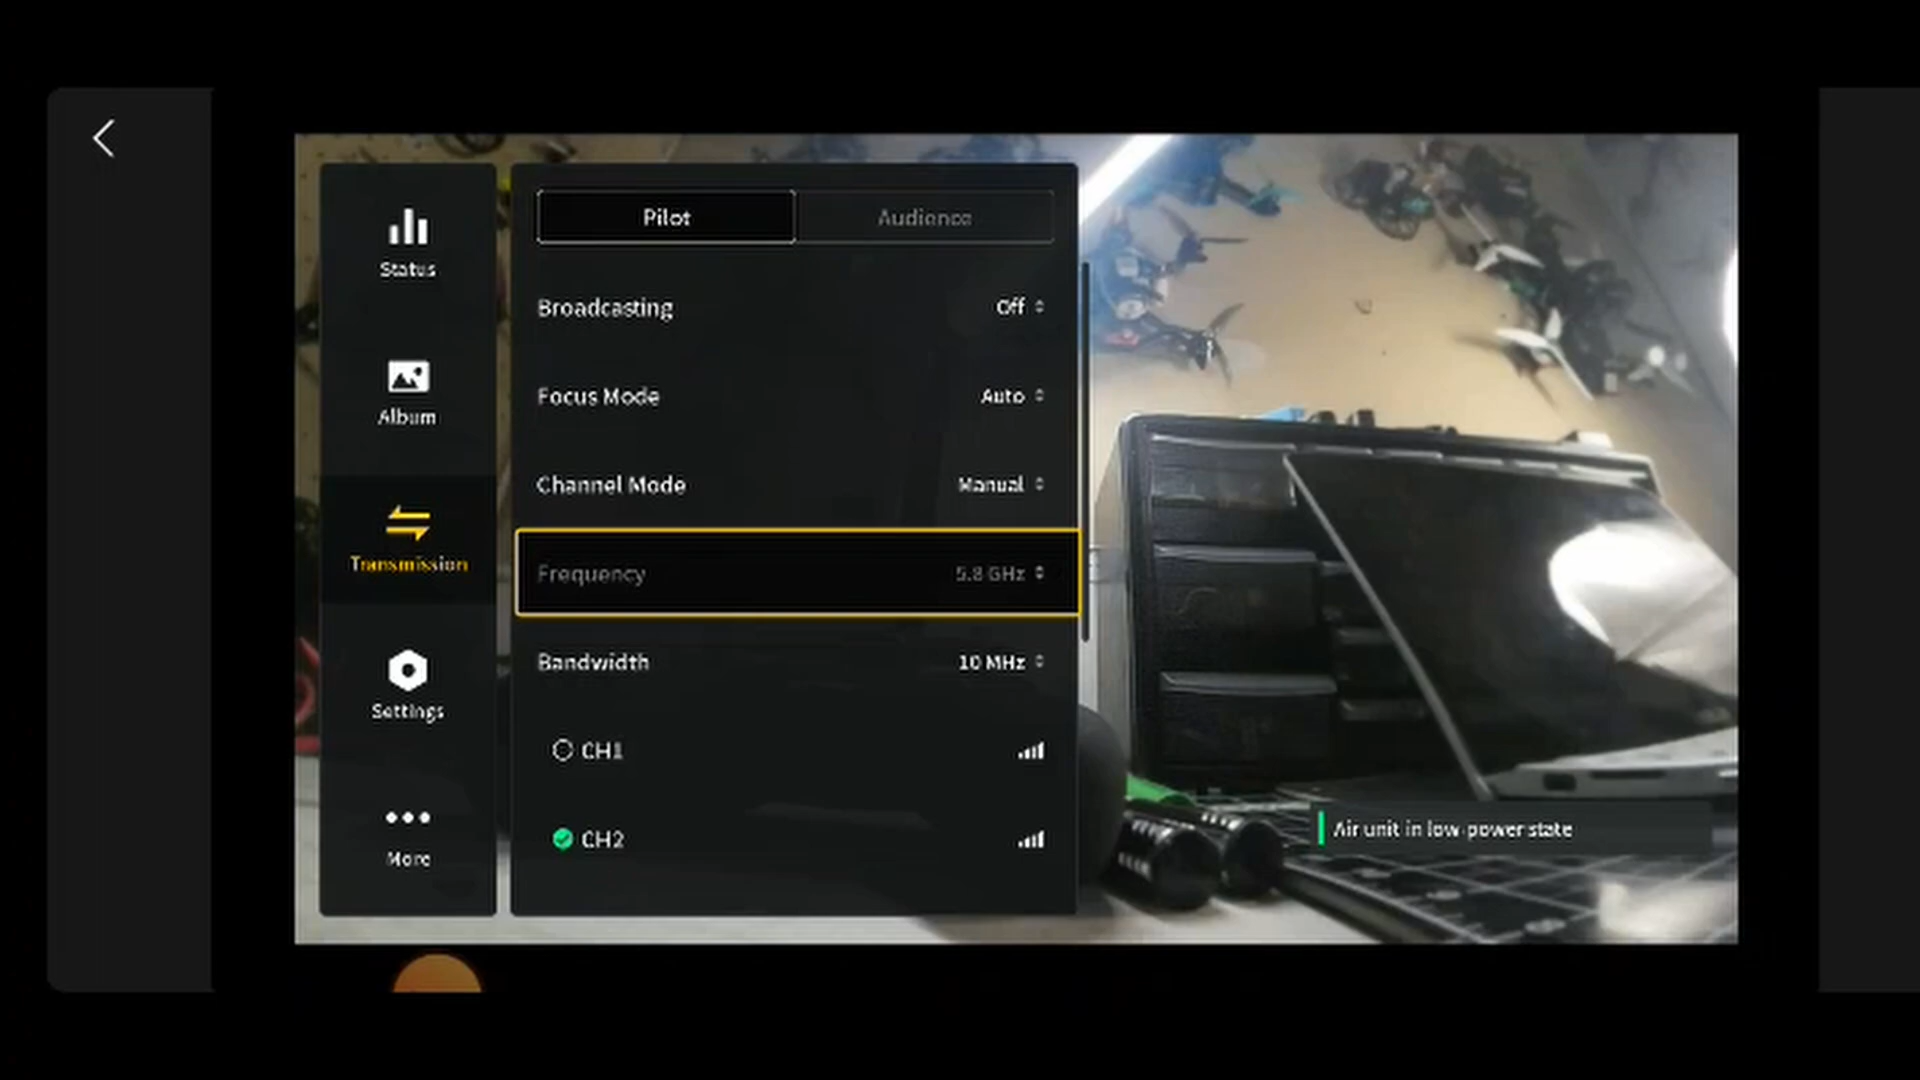 Status
Album
Transmission
Settings
More
Pilot
Audience
Broadcasting Off
Focus Mode Auto
Channel Mode Manual
Frequency 5.8 GHz
Bandwidth 10 MHz
CH1
CH2
Air unit in low-power state